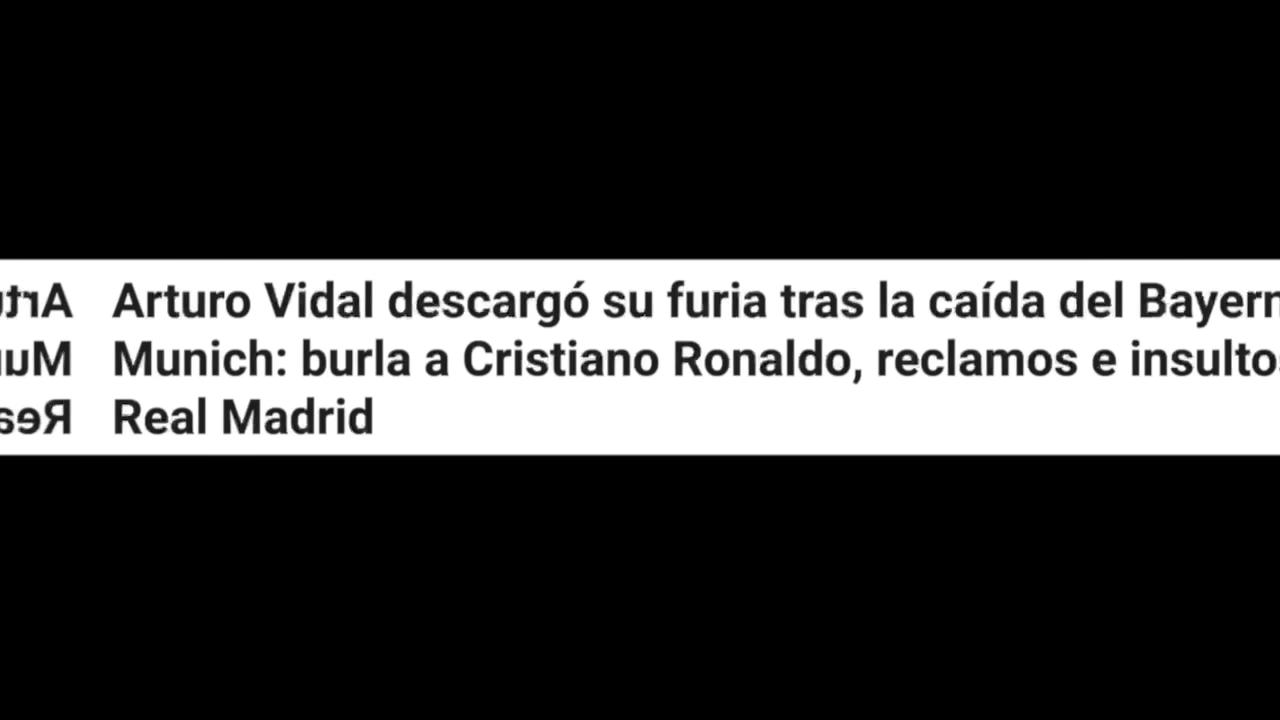 Arturo Vidal descargó su furia tras la caída del Bayern
Munich: burla a Cristiano Ronaldo, reclamos e insultos
Real Madrid